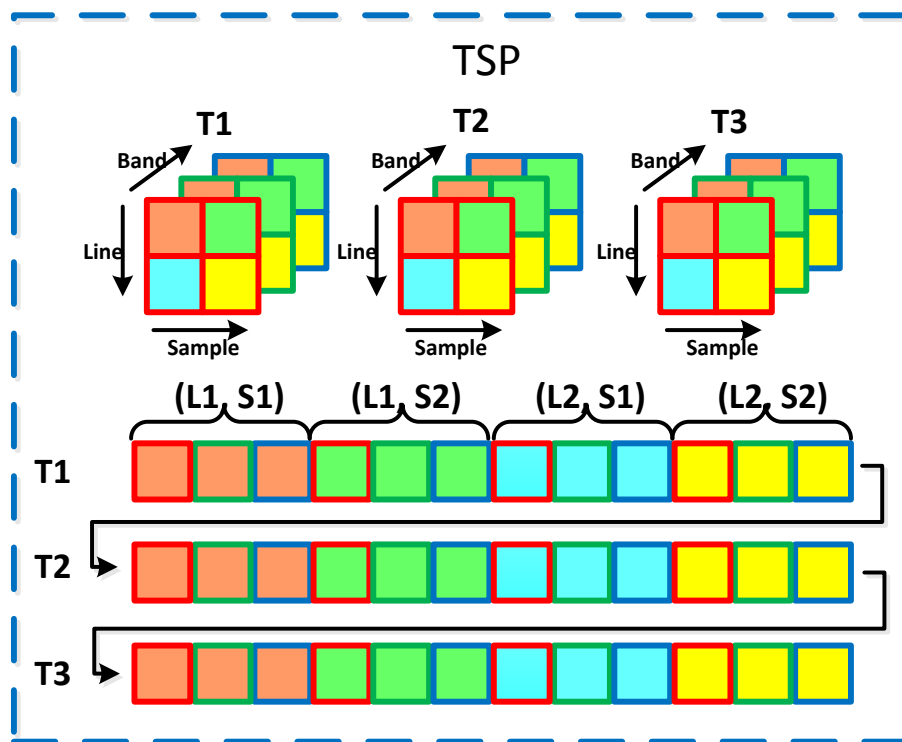 TSP
T1 T2 T3
Band Band Band
Line Line Line
Sample Sample Sample
(L1, S1) (L1, S2) (L2, S1) (L2, S2)
T1
T2
T3